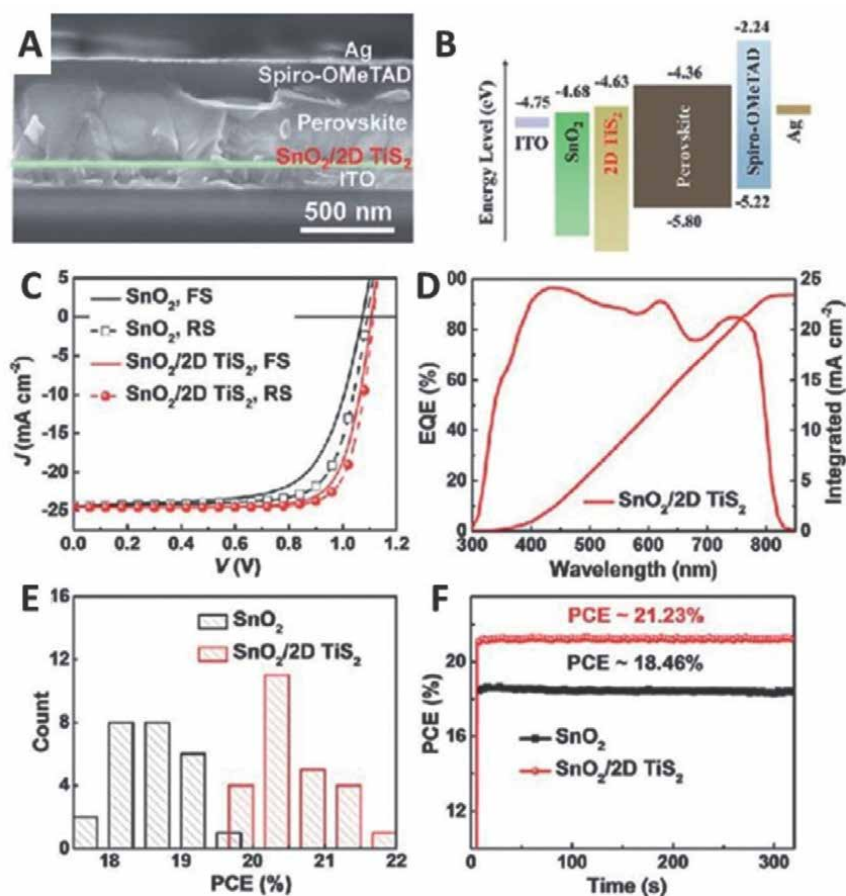 A
Ag
Spiro-OMeTAD
Perovskite
SnO₂/2D TiS₂
ITO
500 nm
B
Energy Level (eV)
-4.75
ITO
-4.68
SnO₂
-4.63
2D TiS₂
-4.36
Perovskite
-5.80
-2.24
Spiro-OMeTAD
-5.22
Ag
C
J (mA cm⁻²)
5
0
-5
-10
-15
-20
-25
SnO₂, FS
SnO₂, RS
SnO₂/2D TiS₂, FS
SnO₂/2D TiS₂, RS
0.0 0.2 0.4 0.6 0.8 1.0 1.2
V (V)
D
EQE (%)
00
80
60
40
20
0
SnO₂/2D TiS₂
25
20
15
10
5
0
Integrated (mA cm⁻²)
300 400 500 600 700 800
Wavelength (nm)
E
Count
16
12
8
4
0
SnO₂
SnO₂/2D TiS₂
18 19 20 21 22
PCE (%)
F
PCE (%)
21
18
15
12
PCE ~ 21.23%
PCE ~ 18.46%
SnO₂
SnO₂/2D TiS₂
0 100 200 300
Time (s)